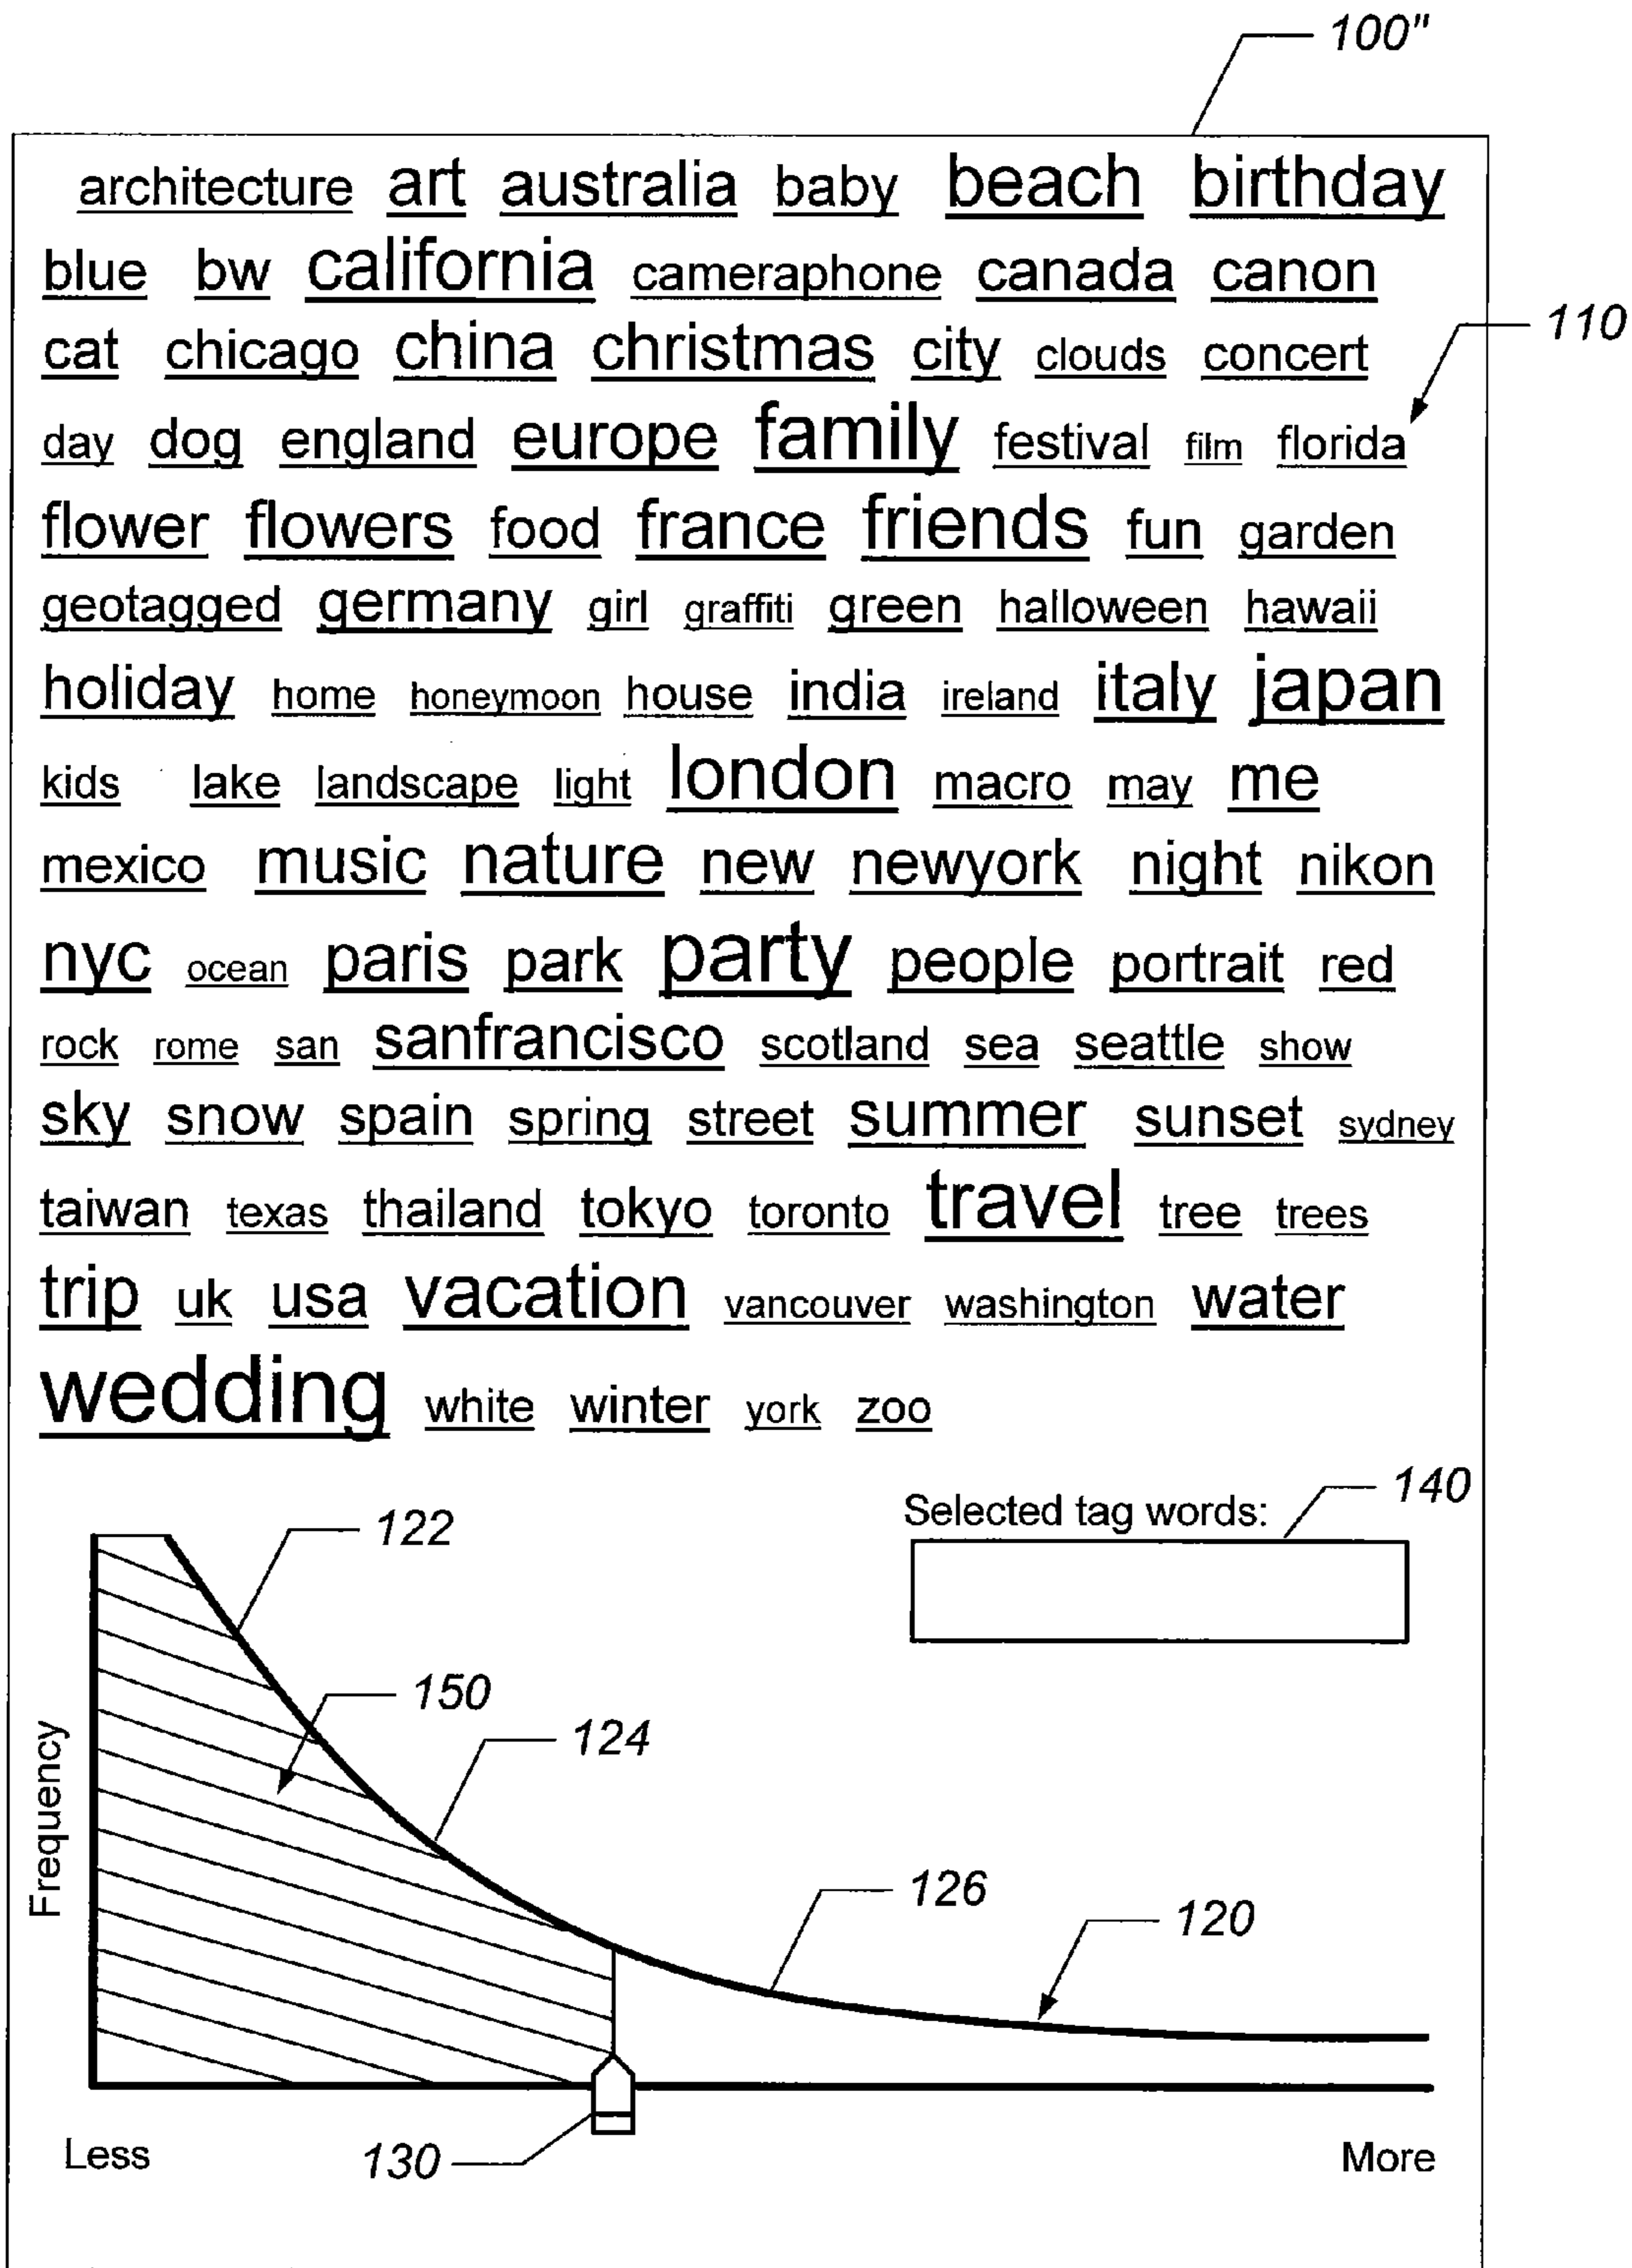 100"
architecture art australia baby beach birthday
blue bw california cameraphone canada canon
cat chicago china christmas city clouds concert
110
day dog england europe family festival film florida
flower flowers food france friends fun garden
geotagged germany girl graffiti green halloween hawaii
holiday home honeymoon house india ireland italy japan
kids lake landscape light london macro may me
mexico music nature new newyork night nikon
nyc ocean paris park party people portrait red
rock rome san sanfrancisco scotland sea seattle show
sky snow spain spring street summer sunset sydney
taiwan texas thailand tokyo toronto travel tree trees
trip uk usa vacation vancouver washington water
wedding white winter york zoo
140
Selected tag words:
122
150
124
Frequency
126
120
Less
130
More